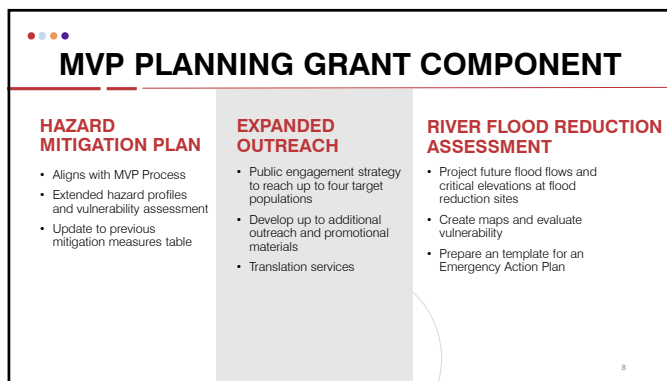 MVP PLANNING GRANT COMPONENT
HAZARD
MITIGATION PLAN
• Aligns with MVP Process
• Extended hazard profiles
and vulnerability assessment
• Update to previous
mitigation measures table
EXPANDED
OUTREACH
• Public engagement strategy
to reach up to four target
populations
• Develop up to additional
outreach and promotional
materials
• Translation services
RIVER FLOOD REDUCTION
ASSESSMENT
• Project future flood flows and
critical elevations at flood
reduction sites
• Create maps and evaluate
vulnerability
• Prepare an template for an
Emergency Action Plan
8